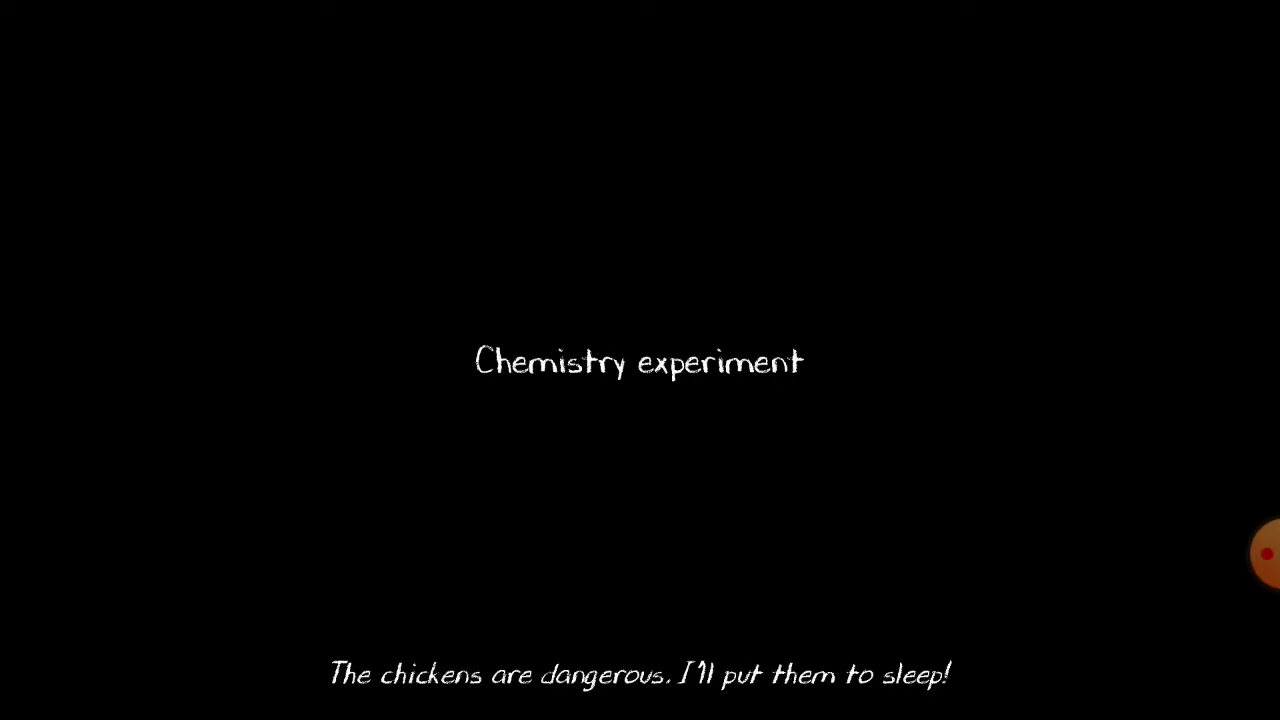 Chemistry experiment
The chickens are dangerous. I'll put them to sleep!